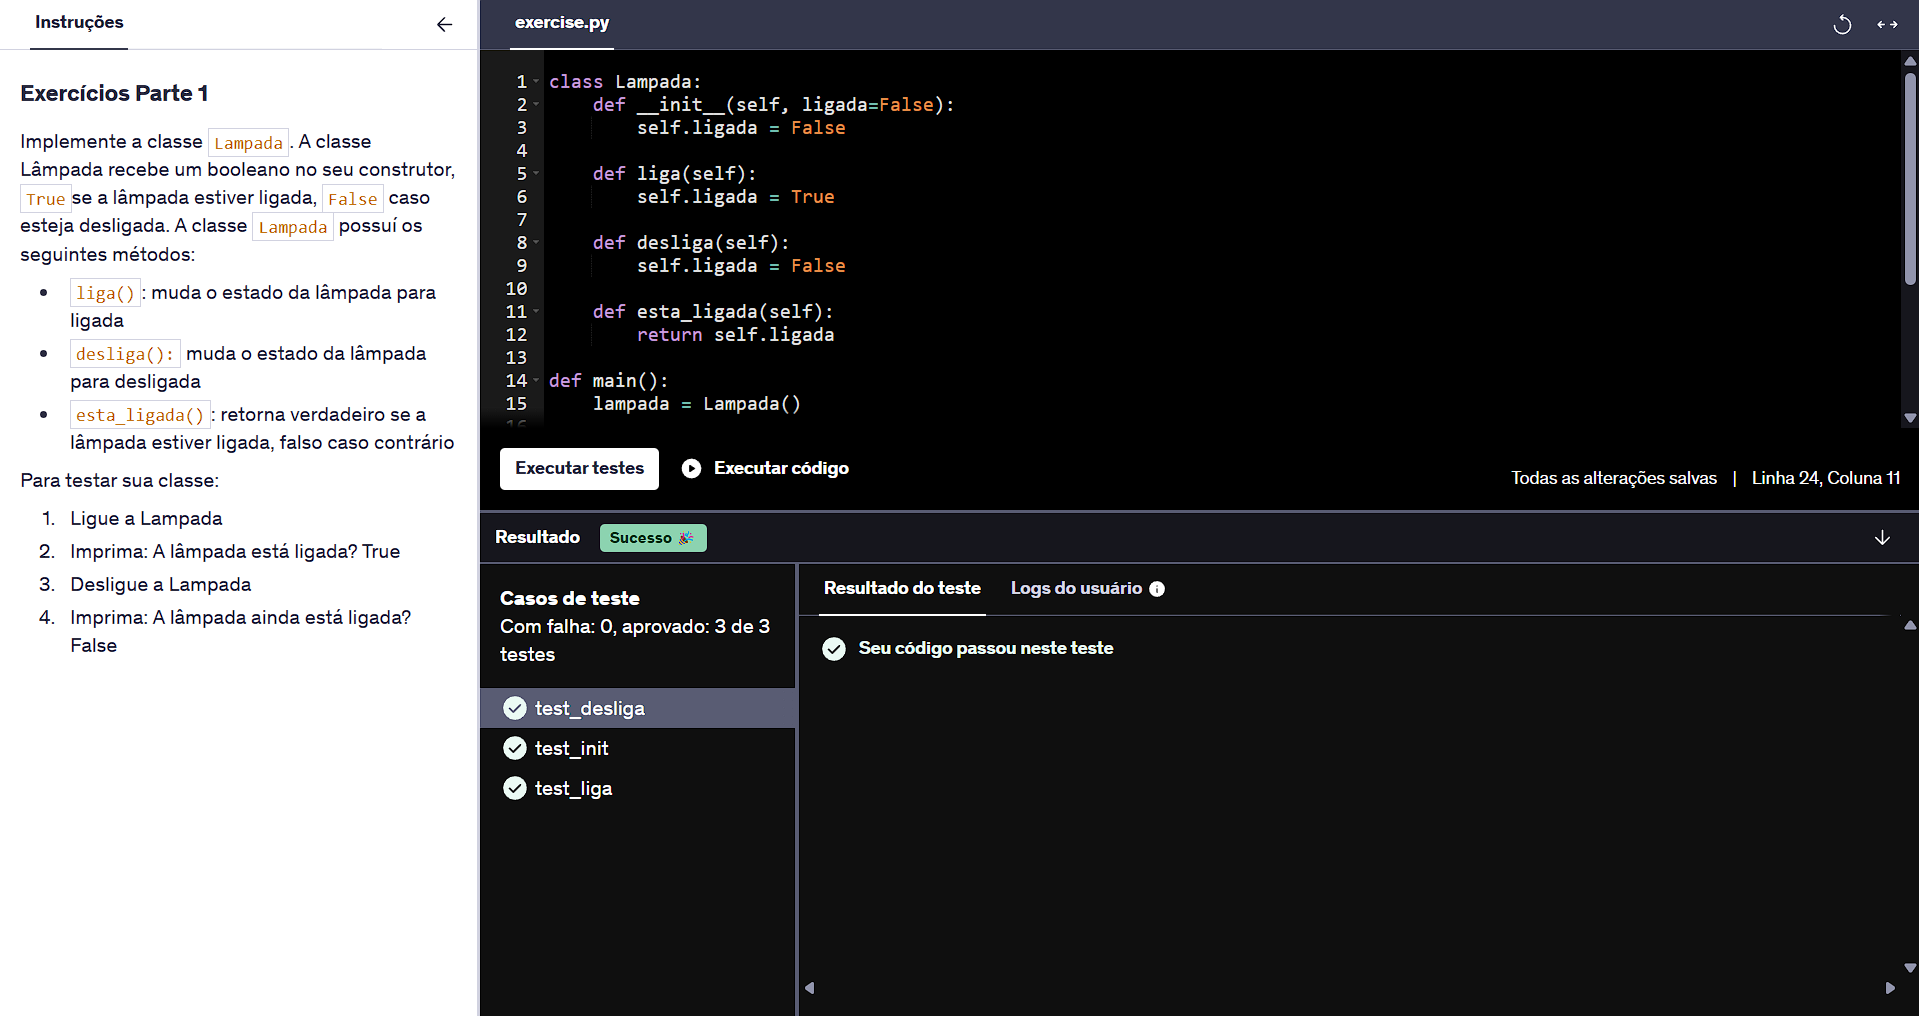 Instruções
Exercícios Parte 1
Implemente a classe Lampada. A classe
Lâmpada recebe um booleano no seu construtor,
True se a lâmpada estiver ligada, False caso
esteja desligada. A classe Lampada possuí os
seguintes métodos:
• liga(): muda o estado da lâmpada para
ligada
• desliga(): muda o estado da lâmpada
para desligada
• esta_ligada(): retorna verdadeiro se a
lâmpada estiver ligada, falso caso contrário
Para testar sua classe:
1. Ligue a Lampada
2. Imprima: A lâmpada está ligada? True
3. Desligue a Lampada
4. Imprima: A lâmpada ainda está ligada?
False
exercise.py
1 class Lampada:
2     def __init__(self, ligada=False):
3         self.ligada = False
4
5     def liga(self):
6         self.ligada = True
7
8     def desliga(self):
9         self.ligada = False
10
11     def esta_ligada(self):
12         return self.ligada
13
14 def main():
15     lampada = Lampada()
16
Executar testes
Executar código
Todas as alterações salvas | Linha 24, Coluna 11
Resultado
Sucesso 🎉
Casos de teste
Com falha: 0, aprovado: 3 de 3
testes
test_desliga
test_init
test_liga
Resultado do teste
Logs do usuário
Seu código passou neste teste